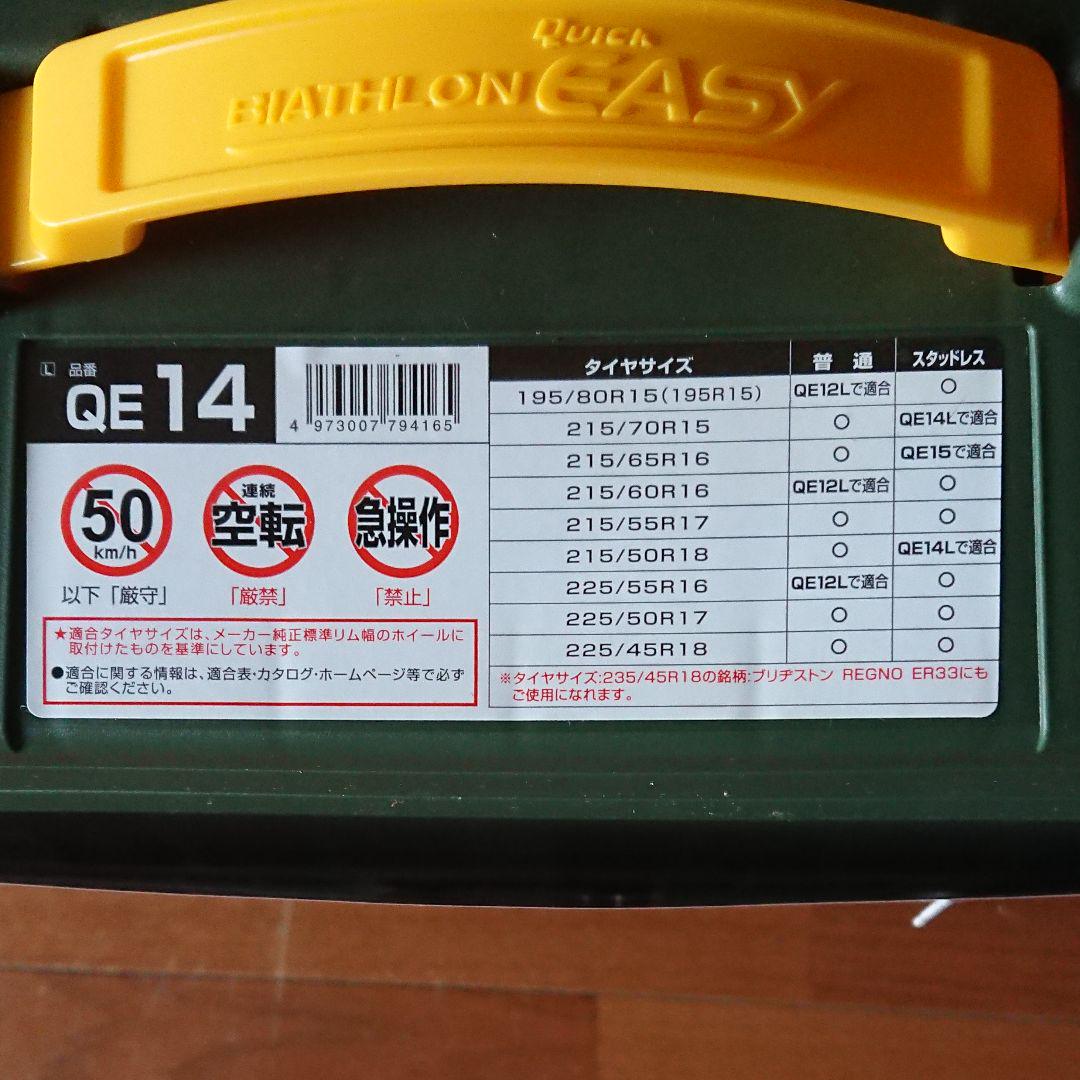 QUICK
BIATHLON EASY
L 品番
QE 14
4 973007 794165
50
km/h
以下「厳守」
連続
空転
「厳禁」
急操作
「禁止」
★適合タイヤサイズは、メーカー純正標準リム幅のホイールに
取付けたものを基準にしています。
●適合に関する情報は、適合表・カタログ・ホームページ等で必ず
ご確認ください。
タイヤサイズ 普通 スタッドレス
195/80R15(195R15) QE12Lで適合 ○
215/70R15 ○ QE14Lで適合
215/65R16 ○ QE15で適合
215/60R16 QE12Lで適合 ○
215/55R17 ○ ○
215/50R18 ○ QE14Lで適合
225/55R16 QE12Lで適合 ○
225/50R17 ○ ○
225/45R18 ○ ○
※タイヤサイズ:235/45R18の銘柄:ブリヂストン REGNO ER33にも
ご使用になれます。